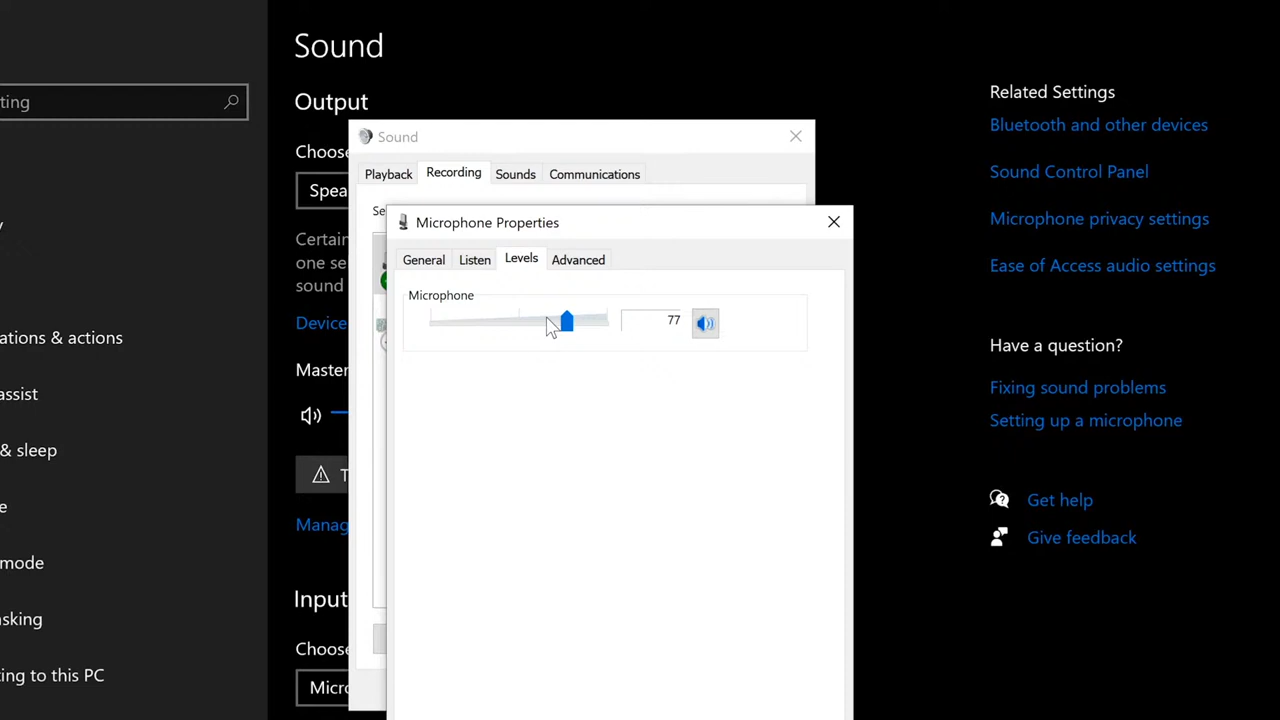 Sound
ting
Output
Choose
Spea
Certain
one se
sound
Device
Master
T
Manag
Input
Choose
Micro
y
ations & actions
assist
& sleep
e
mode
asking
ting to this PC
Sound
Playback Recording Sounds Communications
Se
Microphone Properties
General Listen Levels Advanced
Microphone
77
Related Settings
Bluetooth and other devices
Sound Control Panel
Microphone privacy settings
Ease of Access audio settings
Have a question?
Fixing sound problems
Setting up a microphone
Get help
Give feedback